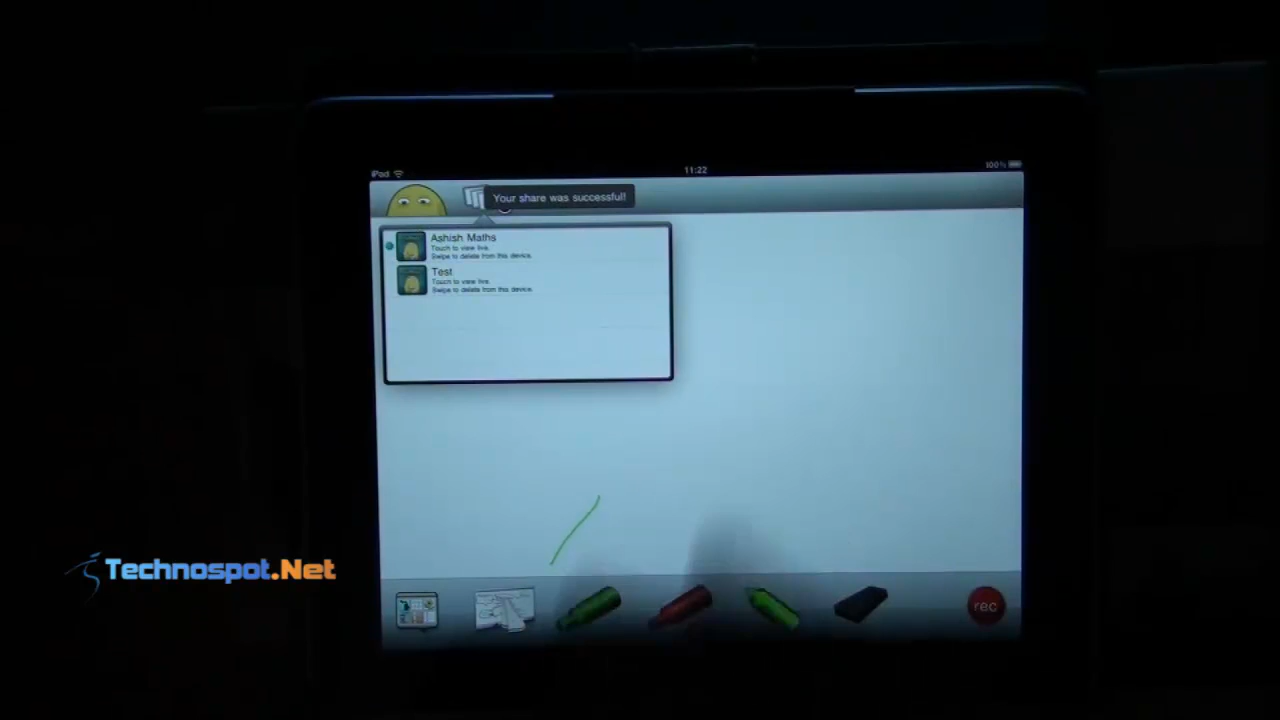 iPod
11:22
100%
Your share was successful!
Ashish Maths
Touch to view live.
Swipe to delete from this device.
Test
Touch to view live.
Swipe to delete from this device.
Technospot.Net
rec